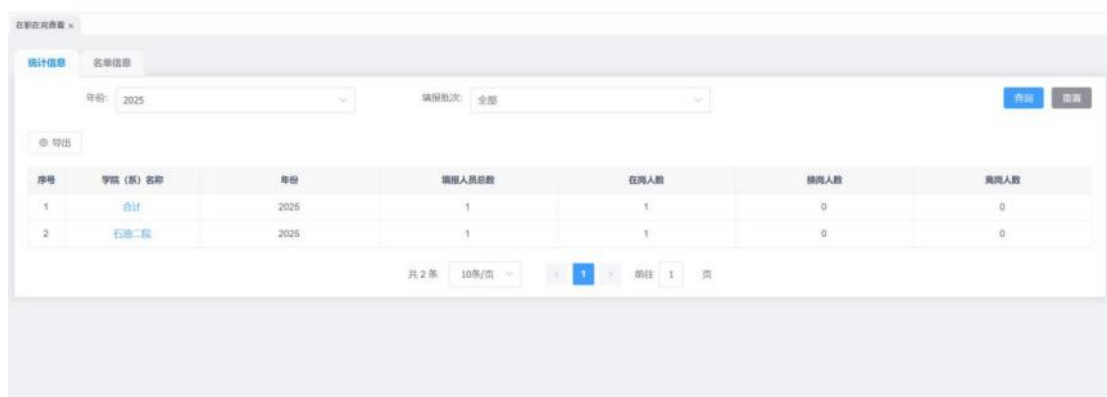 在职在岗查看 ×
统计信息 名单信息
年份: 2025 填报批次: 全部 查询 重置
导出
序号 学院（系）名称 年份 填报人员总数 在岗人数 换岗人数 离岗人数
1 合计 2025 1 1 0 0
2 石油二院 2025 1 1 0 0
共 2 条 10条/页 < 1 > 前往 1 页